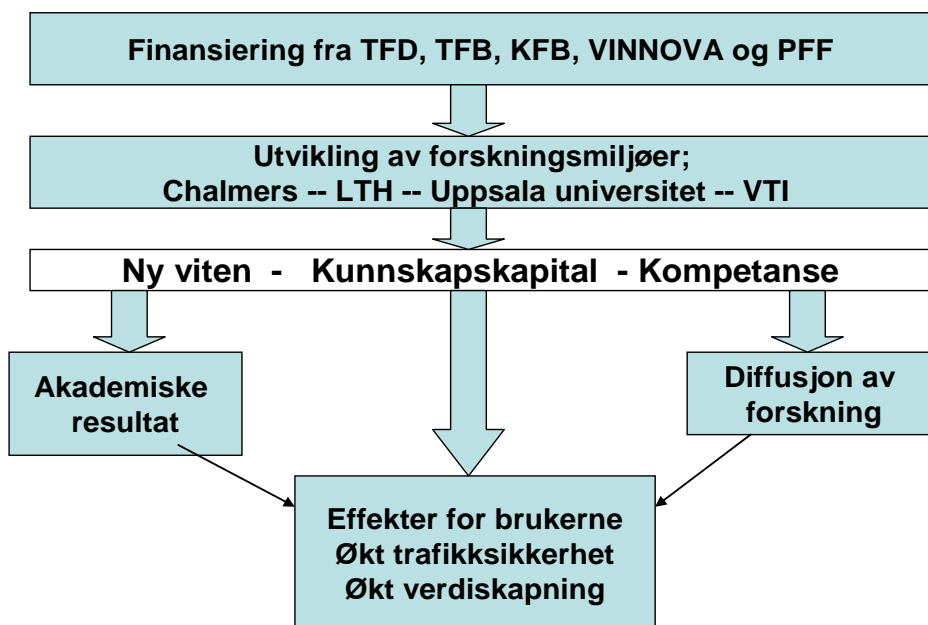 Finansiering fra TFD, TFB, KFB, VINNOVA og PFF
Utvikling av forskningsmiljøer;
Chalmers -- LTH -- Uppsala universitet -- VTI
Ny viten - Kunnskapskapital - Kompetanse
Akademiske
resultat
Diffusjon av
forskning
Effekter for brukerne
Økt trafikksikkerhet
Økt verdiskapning